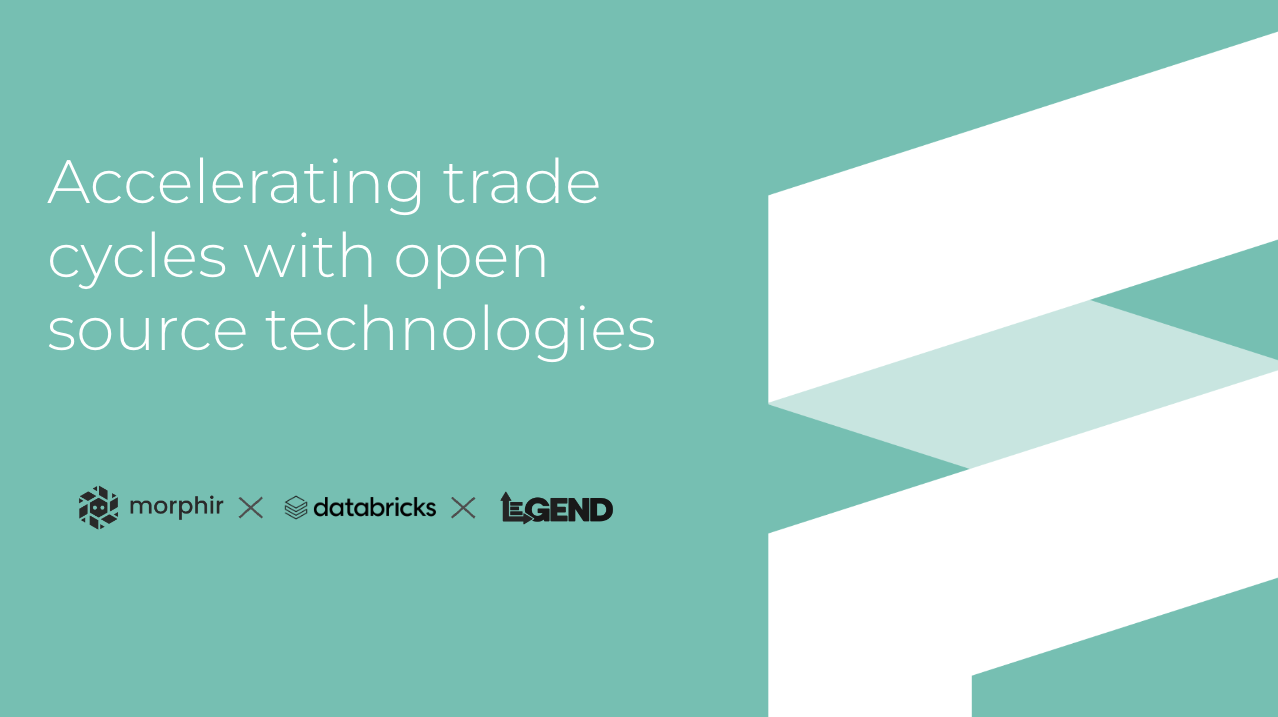 Accelerating trade
cycles with open
source technologies
morphir × databricks × LEGEND